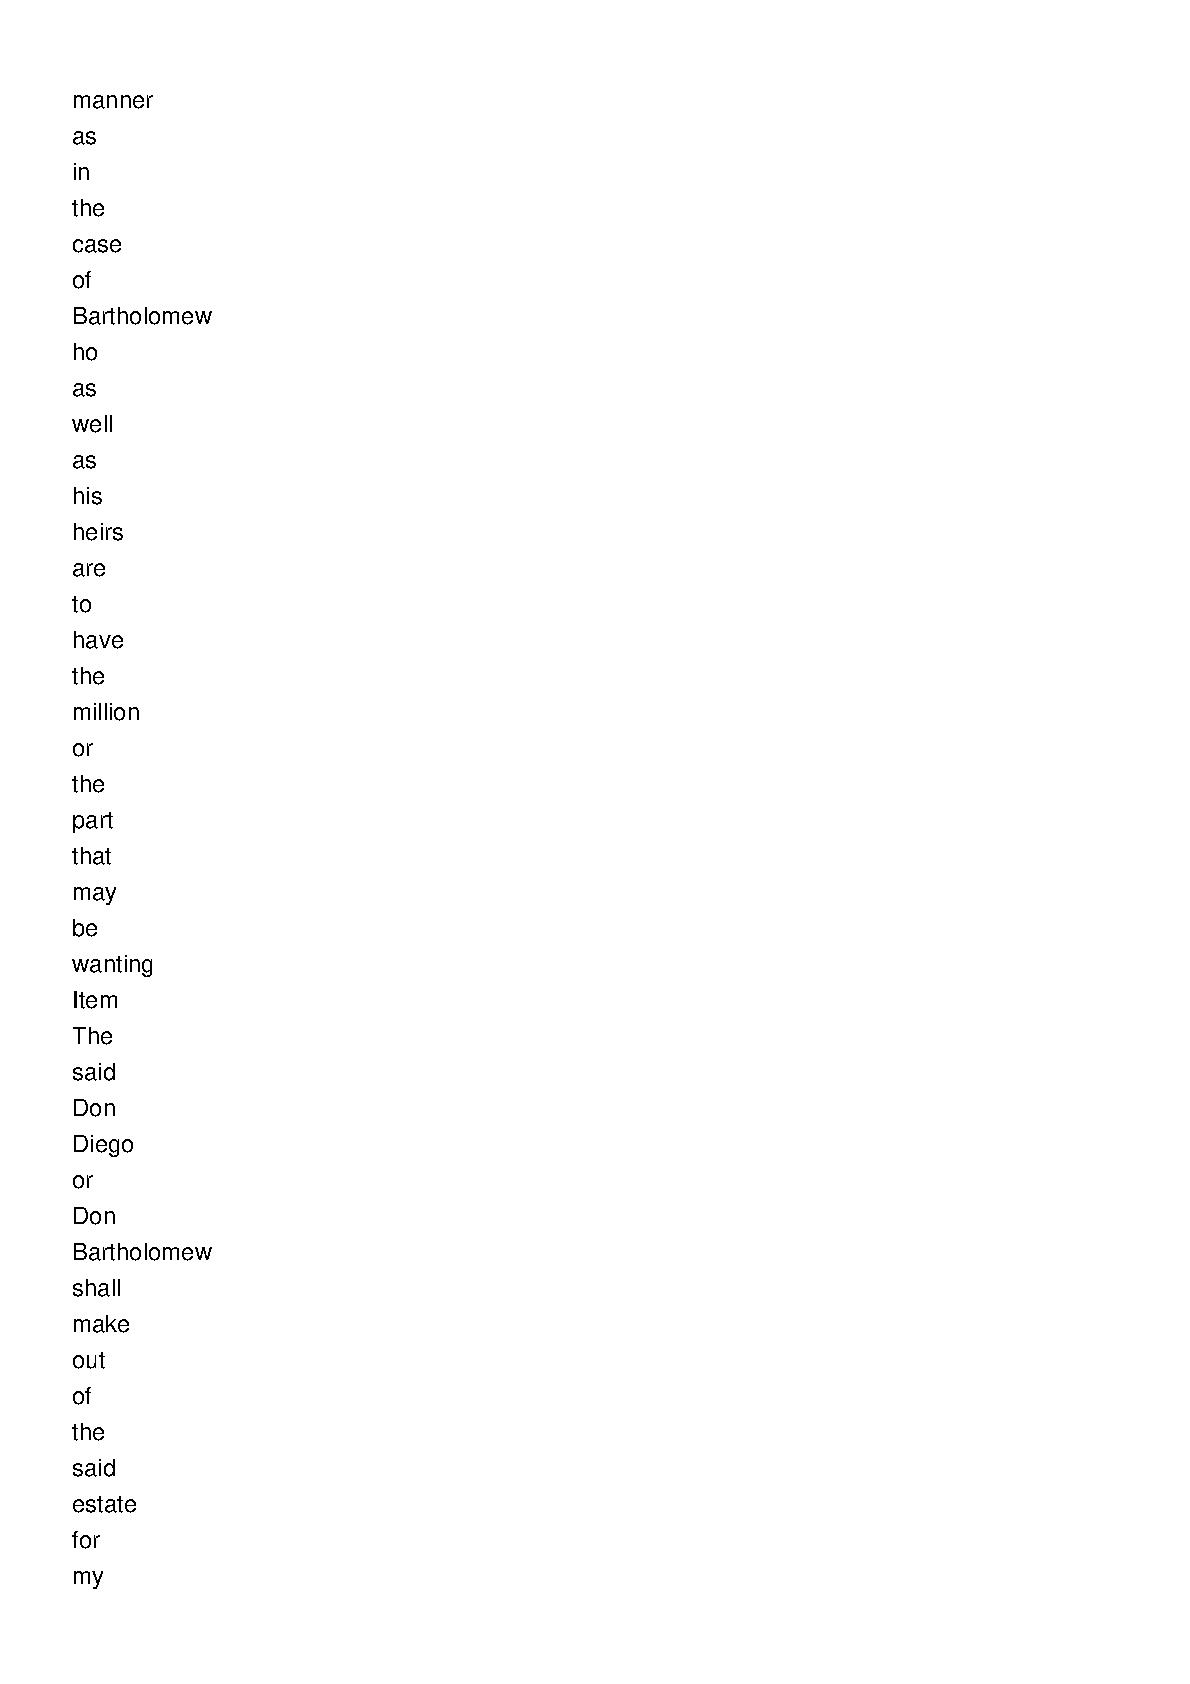 manner
as
in
the
case
of
Bartholomew
ho
as
well
as
his
heirs
are
to
have
the
million
or
the
part
that
may
be
wanting
Item
The
said
Don
Diego
or
Don
Bartholomew
shall
make
out
of
the
said
estate
for
my